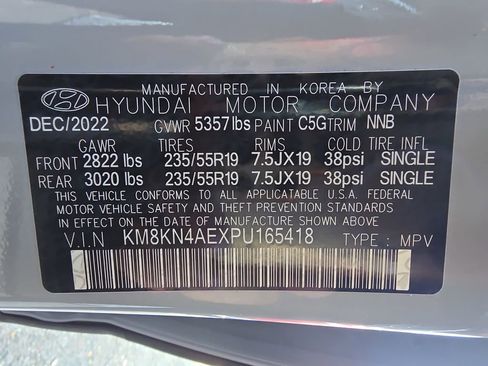 MANUFACTURED IN KOREA BY
HYUNDAI MOTOR COMPANY
DEC/2022 GVWR 5357 lbs PAINT C5G TRIM NNB
GAWR TIRES RIMS COLD TIRE INFL
FRONT 2822 lbs 235/55R19 7.5JX19 38psi SINGLE
REAR 3020 lbs 235/55R19 7.5JX19 38psi SINGLE
THIS VEHICLE CONFORMS TO ALL APPLICATABLE U.S.A. FEDERAL
MOTOR VEHICLE SAFETY AND THEFT PREVENTION STANDARDS
IN EFFECT ON THE DATE OF MANUFACTURE SHOWN ABOVE.
V.I.N KM8KN4AEXPU165418 TYPE : MPV